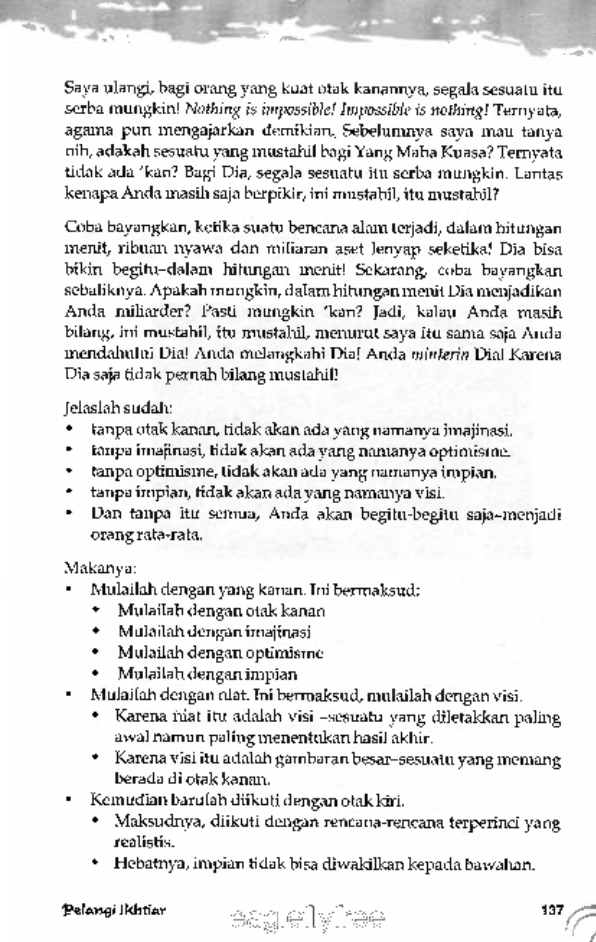 Saya ulangi, bagi orang yang kuat otak kanannya, segala sesuatu itu
serba mungkin! Nothing is impossible! Impossible is nothing! Ternyata,
agama pun mengajarkan demikian. Sebelumnya saya mau tanya
nih, adakah sesuatu yang mustahil bagi Yang Maha Kuasa? Ternyata
tidak ada 'kan? Bagi Dia, segala sesuatu itu serba mungkin. Lantas
kenapa Anda masih saja berpikir, ini mustahil, itu mustahil?
Coba bayangkan, ketika suatu bencana alam terjadi, dalam hitungan
menit, ribuan nyawa dan miliaran aset lenyap seketika! Dia bisa
bikin begitu–dalam hitungan menit! Sekarang, coba bayangkan
sebaliknya. Apakah mungkin, dalam hitungan menit Dia menjadikan
Anda miliarder? Pasti mungkin 'kan? Jadi, kalau Anda masih
bilang, ini mustahil, itu mustahil, menurut saya itu sama saja Anda
mendahului Dia! Anda melangkahi Dia! Anda minterin Dia! Karena
Dia saja tidak pernah bilang mustahil!
Jelaslah sudah:
• tanpa otak kanan, tidak akan ada yang namanya imajinasi.
• tanpa imajinasi, tidak akan ada yang namanya optimisme.
• tanpa optimisme, tidak akan ada yang namanya impian.
• tanpa impian, tidak akan ada yang namanya visi.
• Dan tanpa itu semua, Anda akan begitu-begitu saja–menjadi
orang rata-rata.
Makanya:
▪ Mulailah dengan yang kanan. Ini bermaksud:
• Mulailah dengan otak kanan
• Mulailah dengan imajinasi
• Mulailah dengan optimisme
• Mulailah dengan impian
▪ Mulailah dengan niat. Ini bermaksud, mulailah dengan visi.
• Karena niat itu adalah visi –sesuatu yang diletakkan paling
awal namun paling menentukan hasil akhir.
• Karena visi itu adalah gambaran besar–sesuatu yang memang
berada di otak kanan.
▪ Kemudian barulah diikuti dengan otak kiri.
• Maksudnya, diikuti dengan rencana-rencana terperinci yang
realistis.
• Hebatnya, impian tidak bisa diwakilkan kepada bawahan.
Pelangi Ikhtiar 137